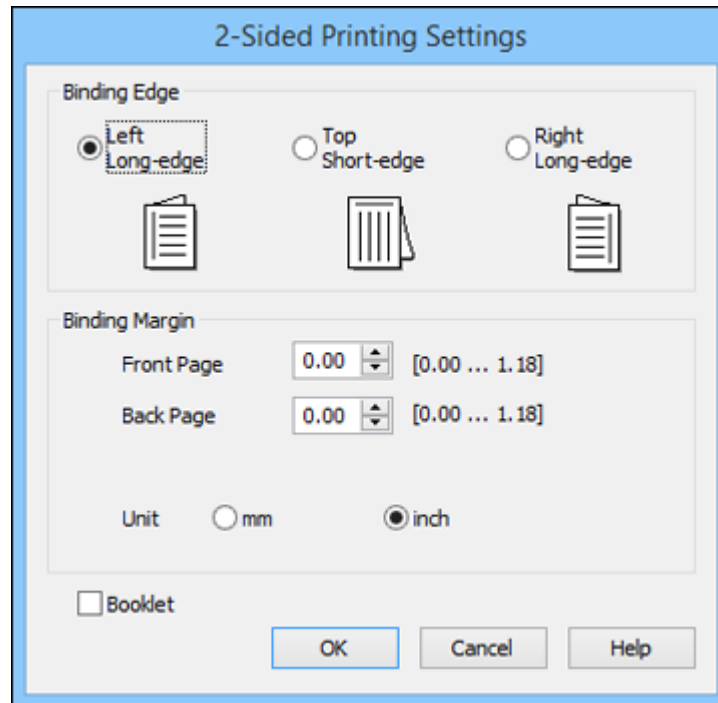 2-Sided Printing Settings
Binding Edge
Left
Long-edge
Top
Short-edge
Right
Long-edge
Binding Margin
Front Page 0.00 [0.00 ... 1.18]
Back Page 0.00 [0.00 ... 1.18]
Unit mm inch
Booklet
OK Cancel Help